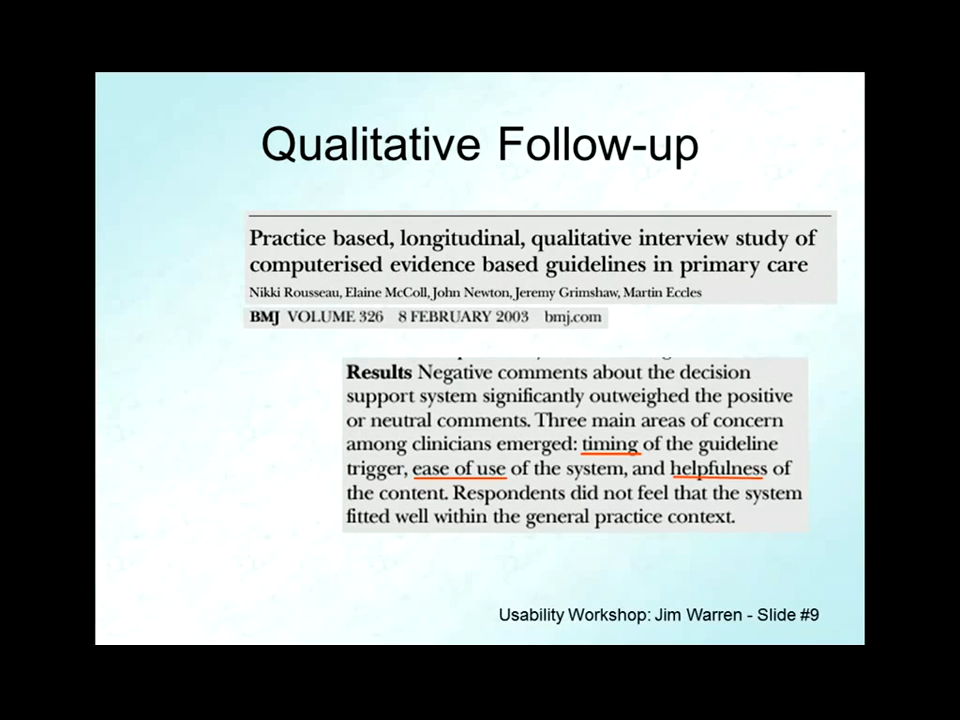 Qualitative Follow-up
Practice based, longitudinal, qualitative interview study of
computerised evidence based guidelines in primary care
Nikki Rousseau, Elaine McColl, John Newton, Jeremy Grimshaw, Martin Eccles
BMJ VOLUME 326 8 FEBRUARY 2003 bmj.com
Results Negative comments about the decision
support system significantly outweighed the positive
or neutral comments. Three main areas of concern
among clinicians emerged: timing of the guideline
trigger, ease of use of the system, and helpfulness of
the content. Respondents did not feel that the system
fitted well within the general practice context.
Usability Workshop: Jim Warren - Slide #9